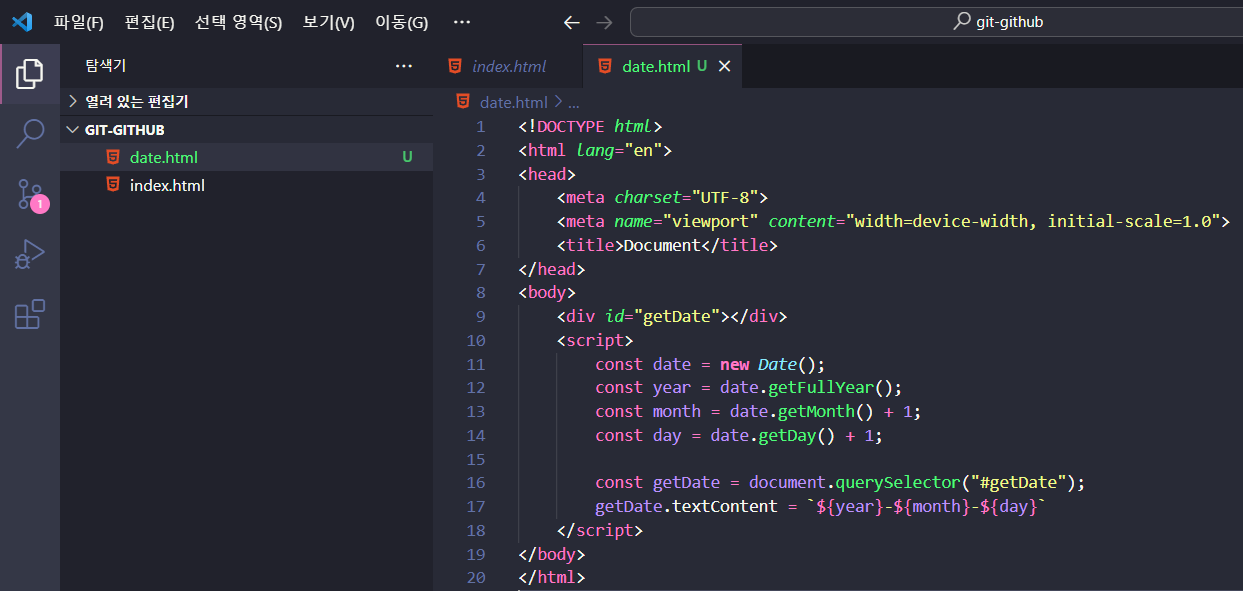 파일(F) 편집(E) 선택 영역(S) 보기(V) 이동(G) ··· git-github
탐색기 ···
index.html date.html U
열려 있는 편집기
GIT-GITHUB
date.html U
index.html
1
date.html > ...
1 <!DOCTYPE html>
2 <html lang="en">
3 <head>
4 <meta charset="UTF-8">
5 <meta name="viewport" content="width=device-width, initial-scale=1.0">
6 <title>Document</title>
7 </head>
8 <body>
9 <div id="getDate"></div>
10 <script>
11 const date = new Date();
12 const year = date.getFullYear();
13 const month = date.getMonth() + 1;
14 const day = date.getDay() + 1;
15
16 const getDate = document.querySelector("#getDate");
17 getDate.textContent = `${year}-${month}-${day}`
18 </script>
19 </body>
20 </html>